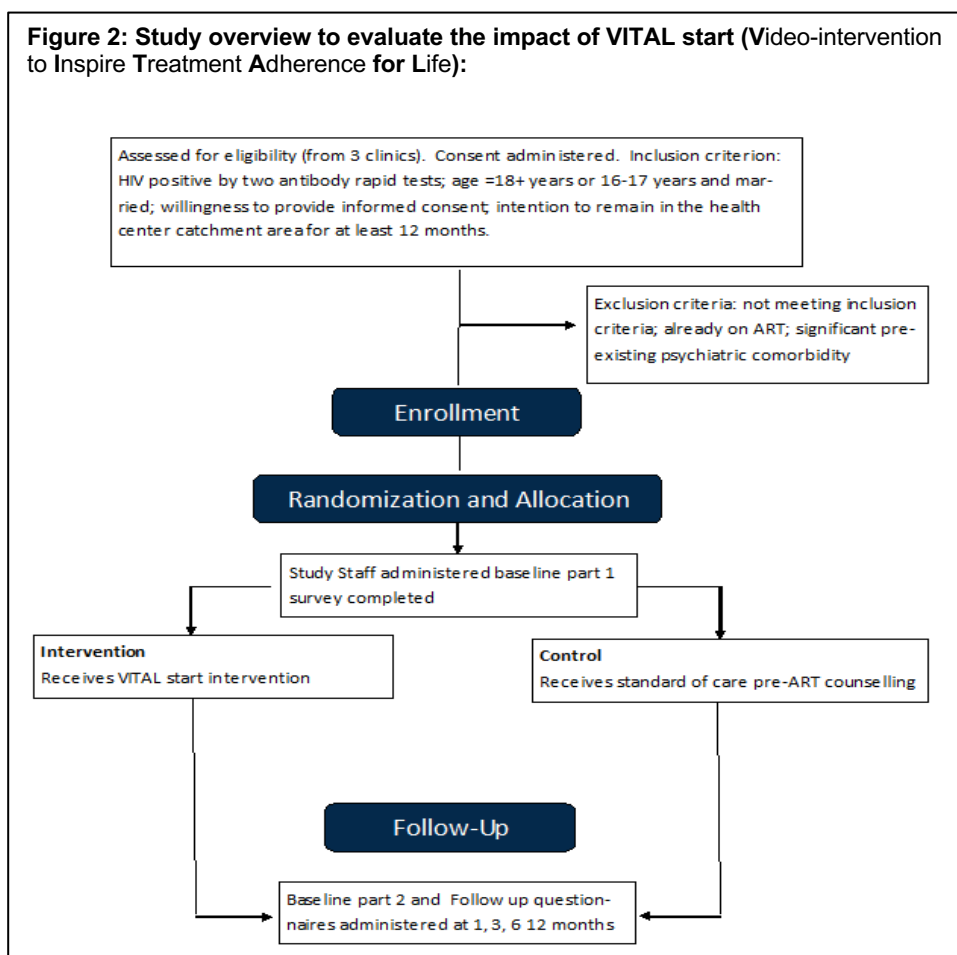 Figure 2: Study overview to evaluate the impact of VITAL start (Video-intervention
to Inspire Treatment Adherence for Life):
Assessed for eligibility (from 3 clinics).  Consent administered.  Inclusion criterion:
HIV positive by two antibody rapid tests; age =18+ years or 16-17 years and mar-
ried; willingness to provide informed consent; intention to remain in the health
center catchment area for at least 12 months.
Exclusion criteria: not meeting inclusion
criteria; already on ART; significant pre-
existing psychiatric comorbidity
Enrollment
Randomization and Allocation
Study Staff administered baseline part 1
survey completed
Intervention
Receives VITAL start intervention
Control
Receives standard of care pre-ART counselling
Follow-Up
Baseline part 2 and  Follow up question-
naires administered at 1, 3, 6 12 months